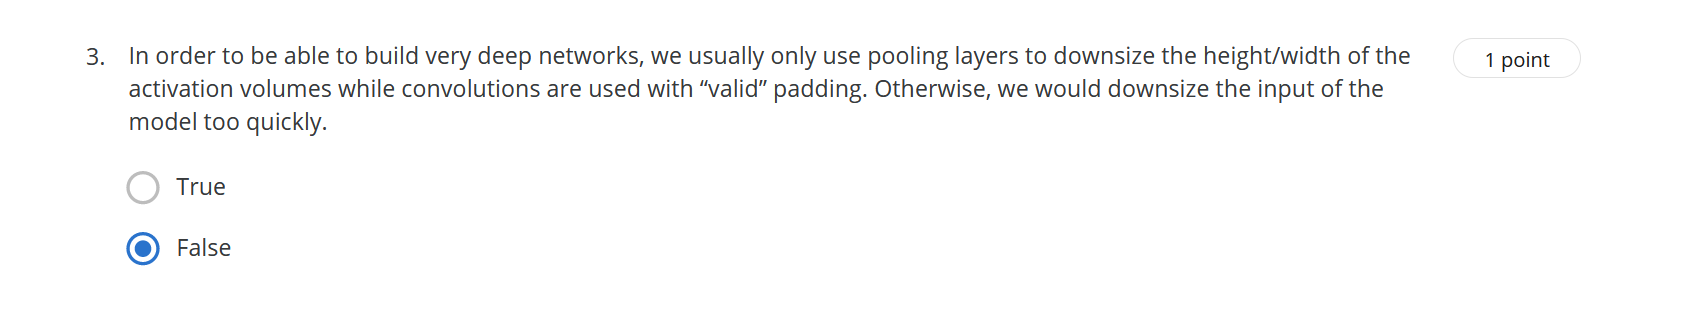 3. In order to be able to build very deep networks, we usually only use pooling layers to downsize the height/width of the 1 point
activation volumes while convolutions are used with “valid” padding. Otherwise, we would downsize the input of the
model too quickly.
True
False